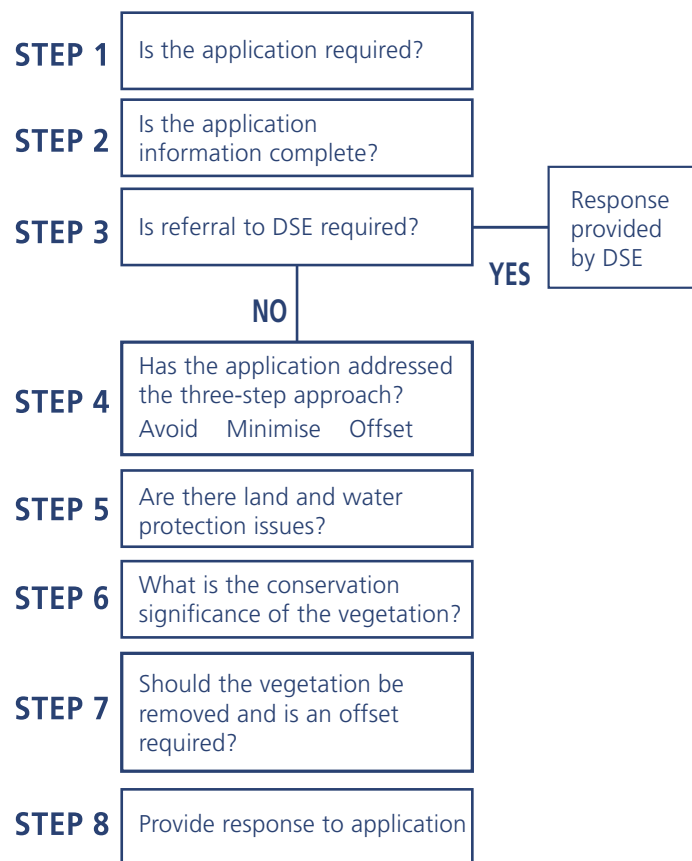 STEP 1
Is the application required?
STEP 2
Is the application
information complete?
STEP 3
Is referral to DSE required?
YES
Response
provided
by DSE
NO
STEP 4
Has the application addressed
the three-step approach?
Avoid Minimise Offset
STEP 5
Are there land and water
protection issues?
STEP 6
What is the conservation
significance of the vegetation?
STEP 7
Should the vegetation be
removed and is an offset
required?
STEP 8
Provide response to application